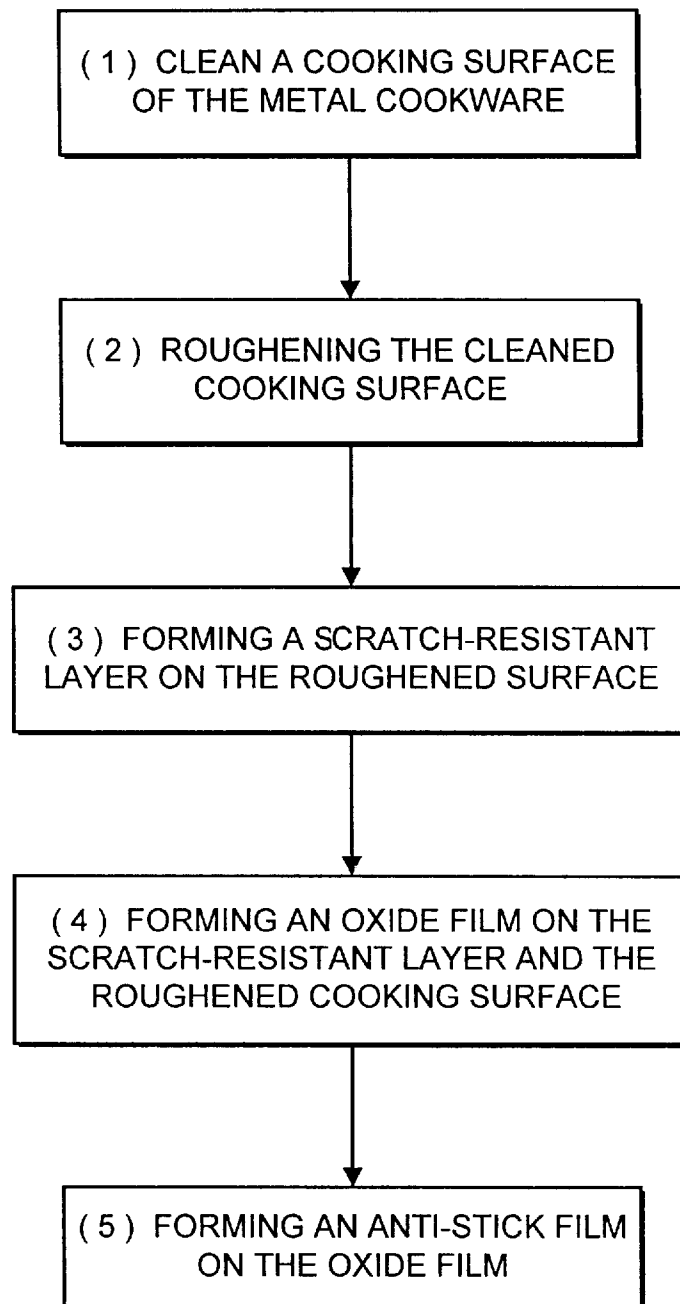 ( 1 ) CLEAN A COOKING SURFACE
OF THE METAL COOKWARE
( 2 ) ROUGHENING THE CLEANED
COOKING SURFACE
( 3 ) FORMING A SCRATCH-RESISTANT
LAYER ON THE ROUGHENED SURFACE
( 4 ) FORMING AN OXIDE FILM ON THE
SCRATCH-RESISTANT LAYER AND THE
ROUGHENED COOKING SURFACE
( 5 ) FORMING AN ANTI-STICK FILM
ON THE OXIDE FILM